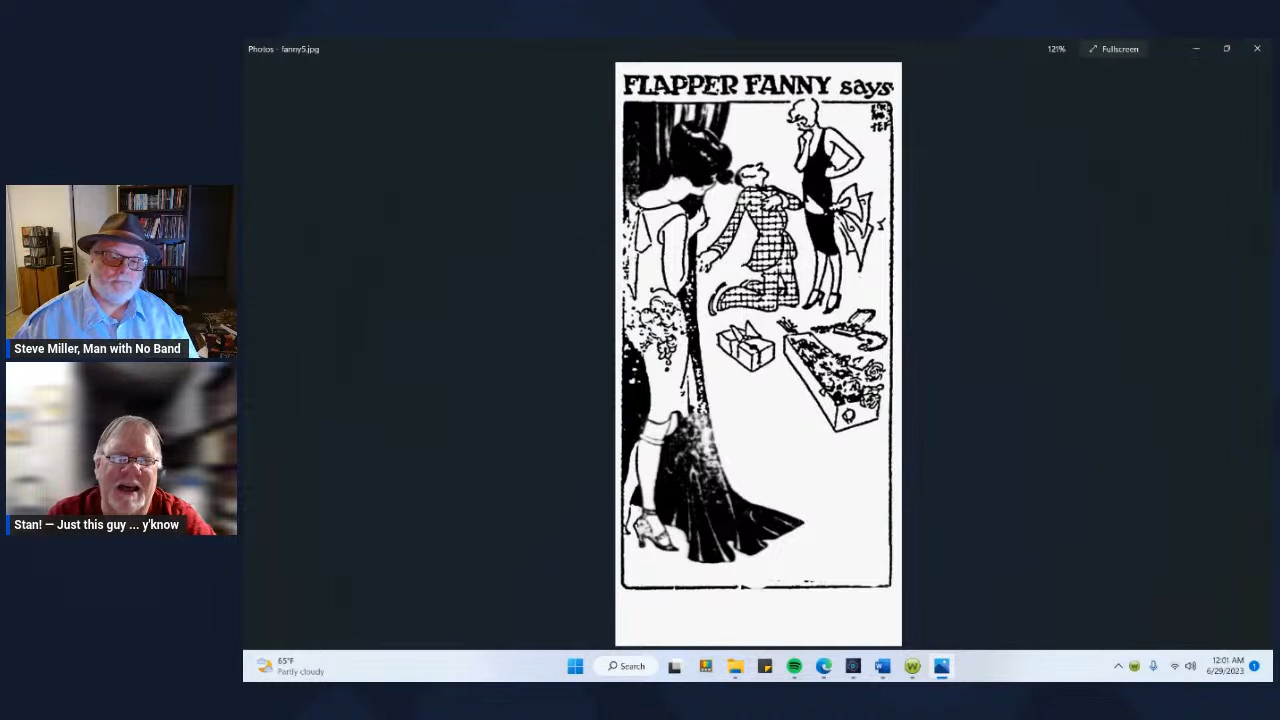 Photos - fanny5.jpg
121%
Fullscreen
FLAPPER FANNY says
Steve Miller, Man with No Band
Stan! — Just this guy ... y'know
65°F
Partly cloudy
Search
12:01 AM
6/29/2023
1